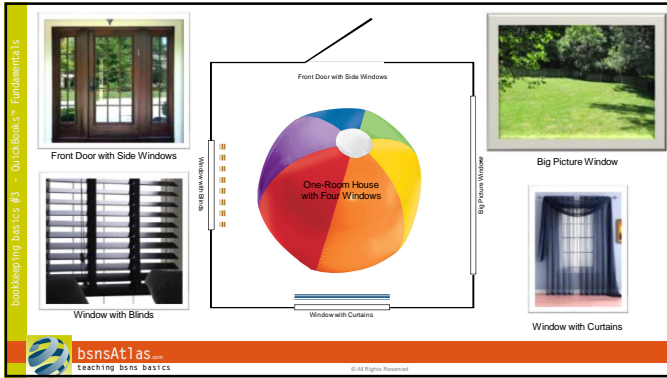 bookkeeping basics #3 - QuickBooks™ Fundamentals
Front Door with Side Windows
Front Door with Side Windows
Big Picture Window
Window with Blinds
One-Room House
with Four Windows
Big Picture Window
Window with Blinds
Window with Curtains
Window with Curtains
bsnsAtlas.com
teaching bsns basics
© All Rights Reserved